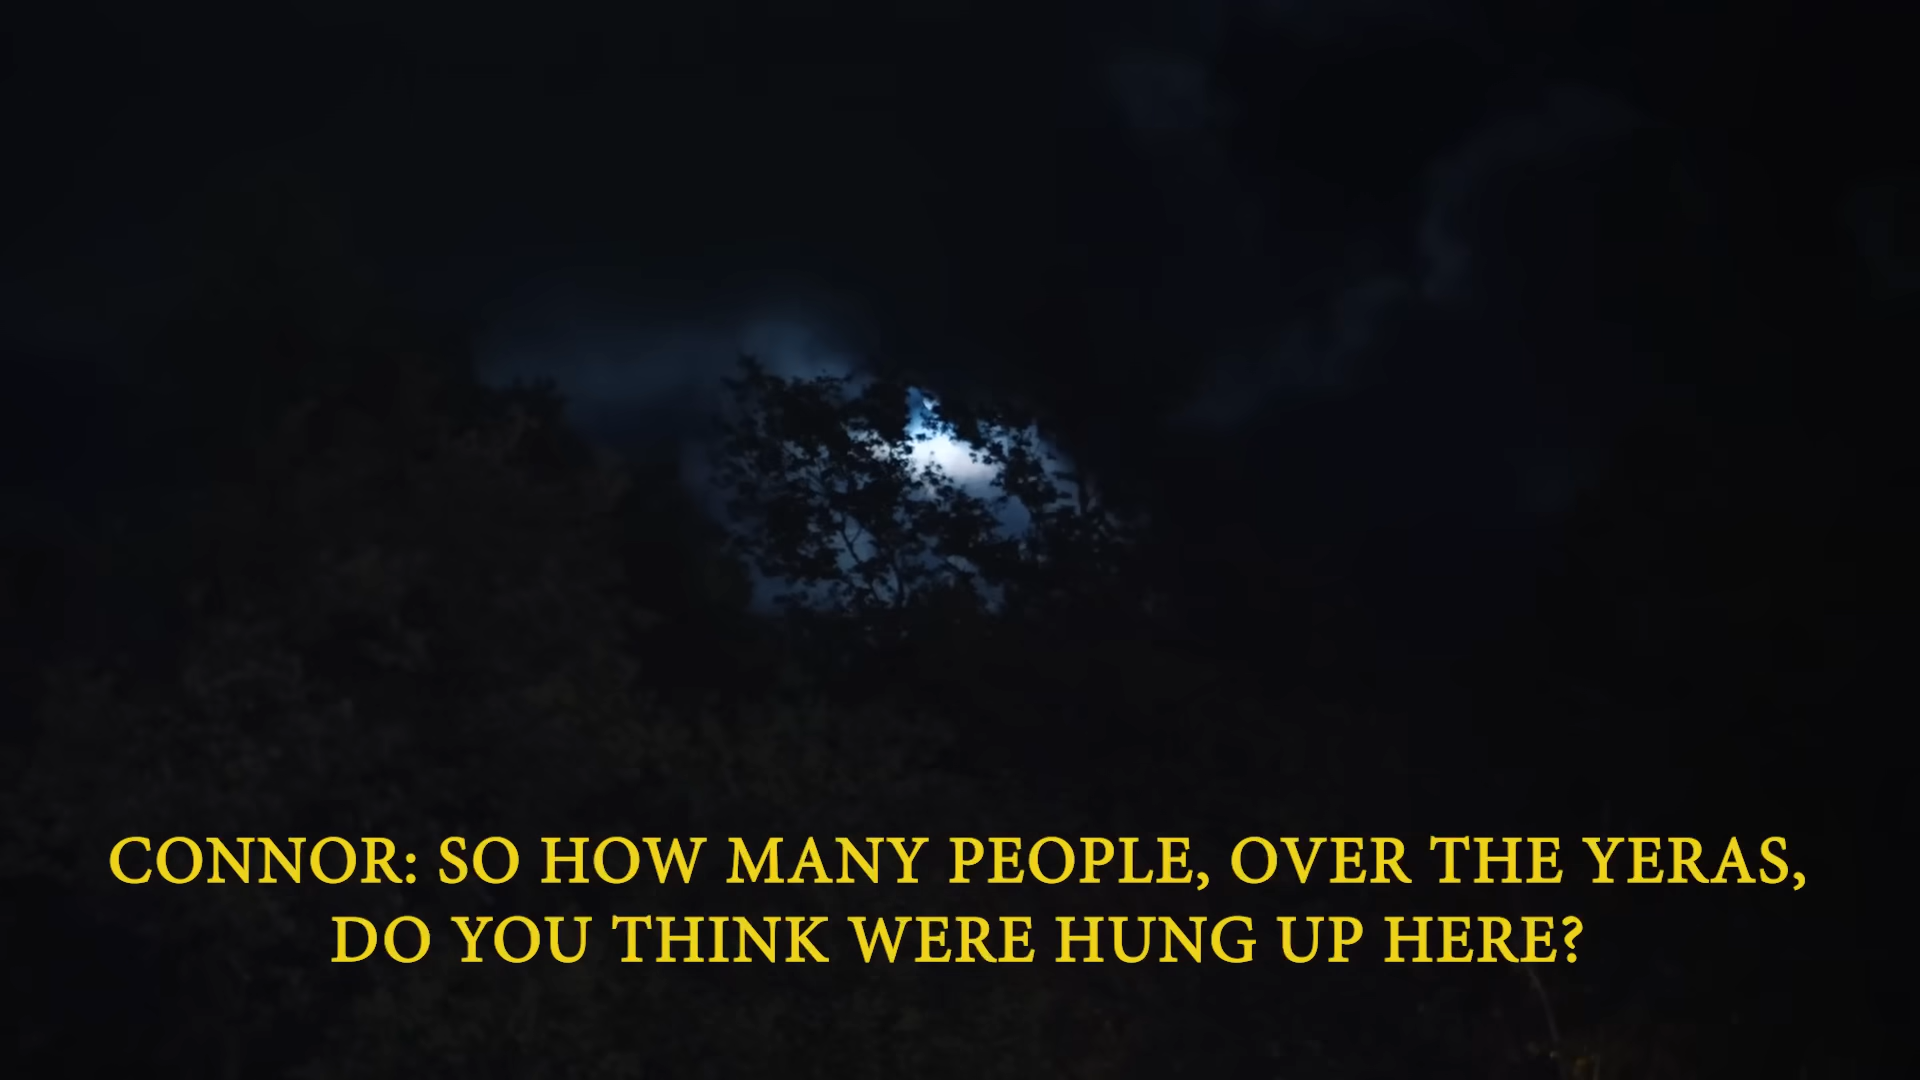 CONNOR: SO HOW MANY PEOPLE, OVER THE YERAS,
DO YOU THINK WERE HUNG UP HERE?